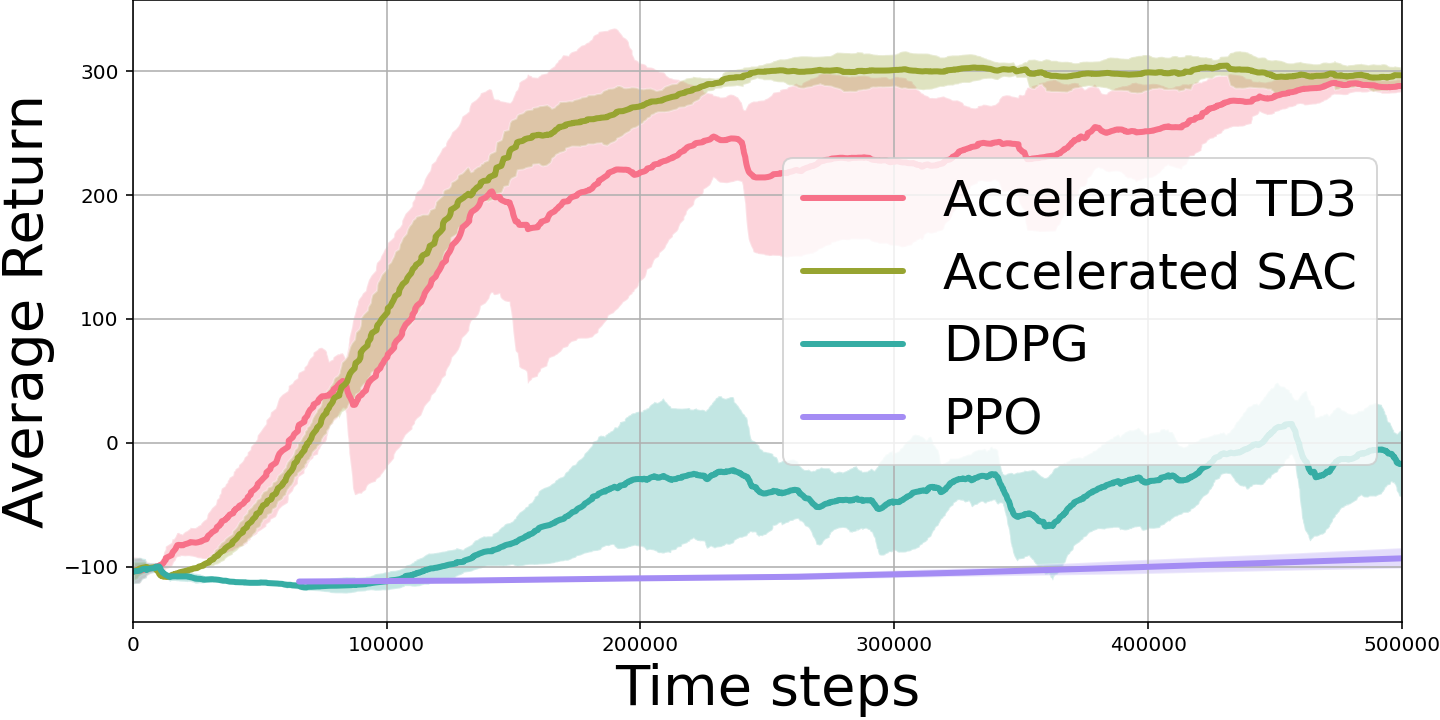 Average Return
300
200
100
0
−100
Accelerated TD3
Accelerated SAC
DDPG
PPO
0 100000 200000 300000 400000 500000
Time steps